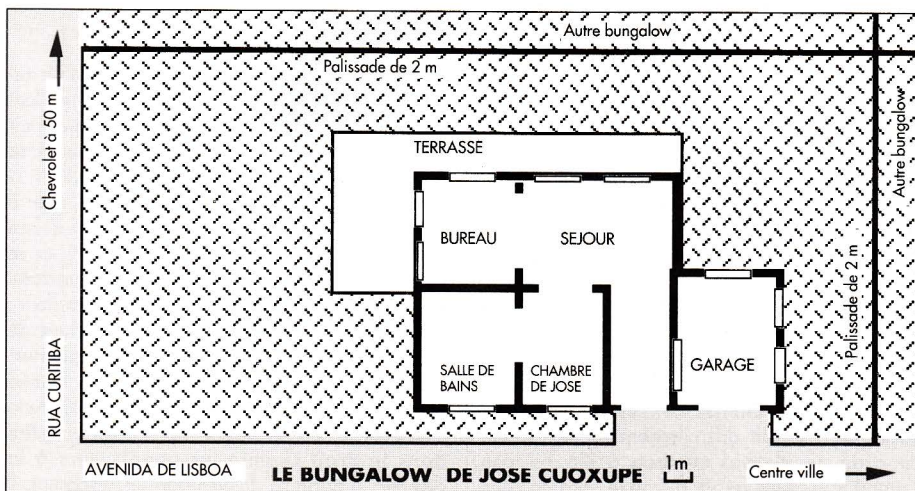 Autre bungalow
Palissade de 2 m
Chevrolet à 50 m
Autre bungalow
TERRASSE
BUREAU
SEJOUR
Palissade de 2 m
SALLE DE
BAINS
CHAMBRE
DE JOSE
GARAGE
RUA CURITIBA
AVENIDA DE LISBOA
LE BUNGALOW DE JOSE CUOXUPE
1m
Centre ville